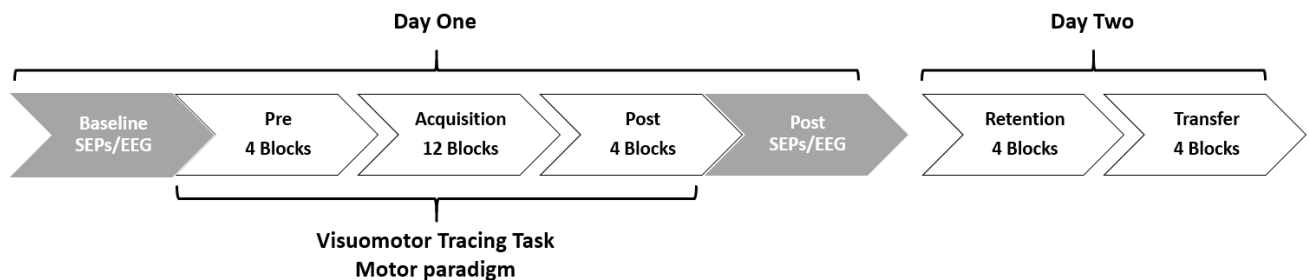 Day One
Day Two
Baseline
SEPs/EEG
Pre
4 Blocks
Acquisition
12 Blocks
Post
4 Blocks
Post
SEPs/EEG
Retention
4 Blocks
Transfer
4 Blocks
Visuomotor Tracing Task
Motor paradigm